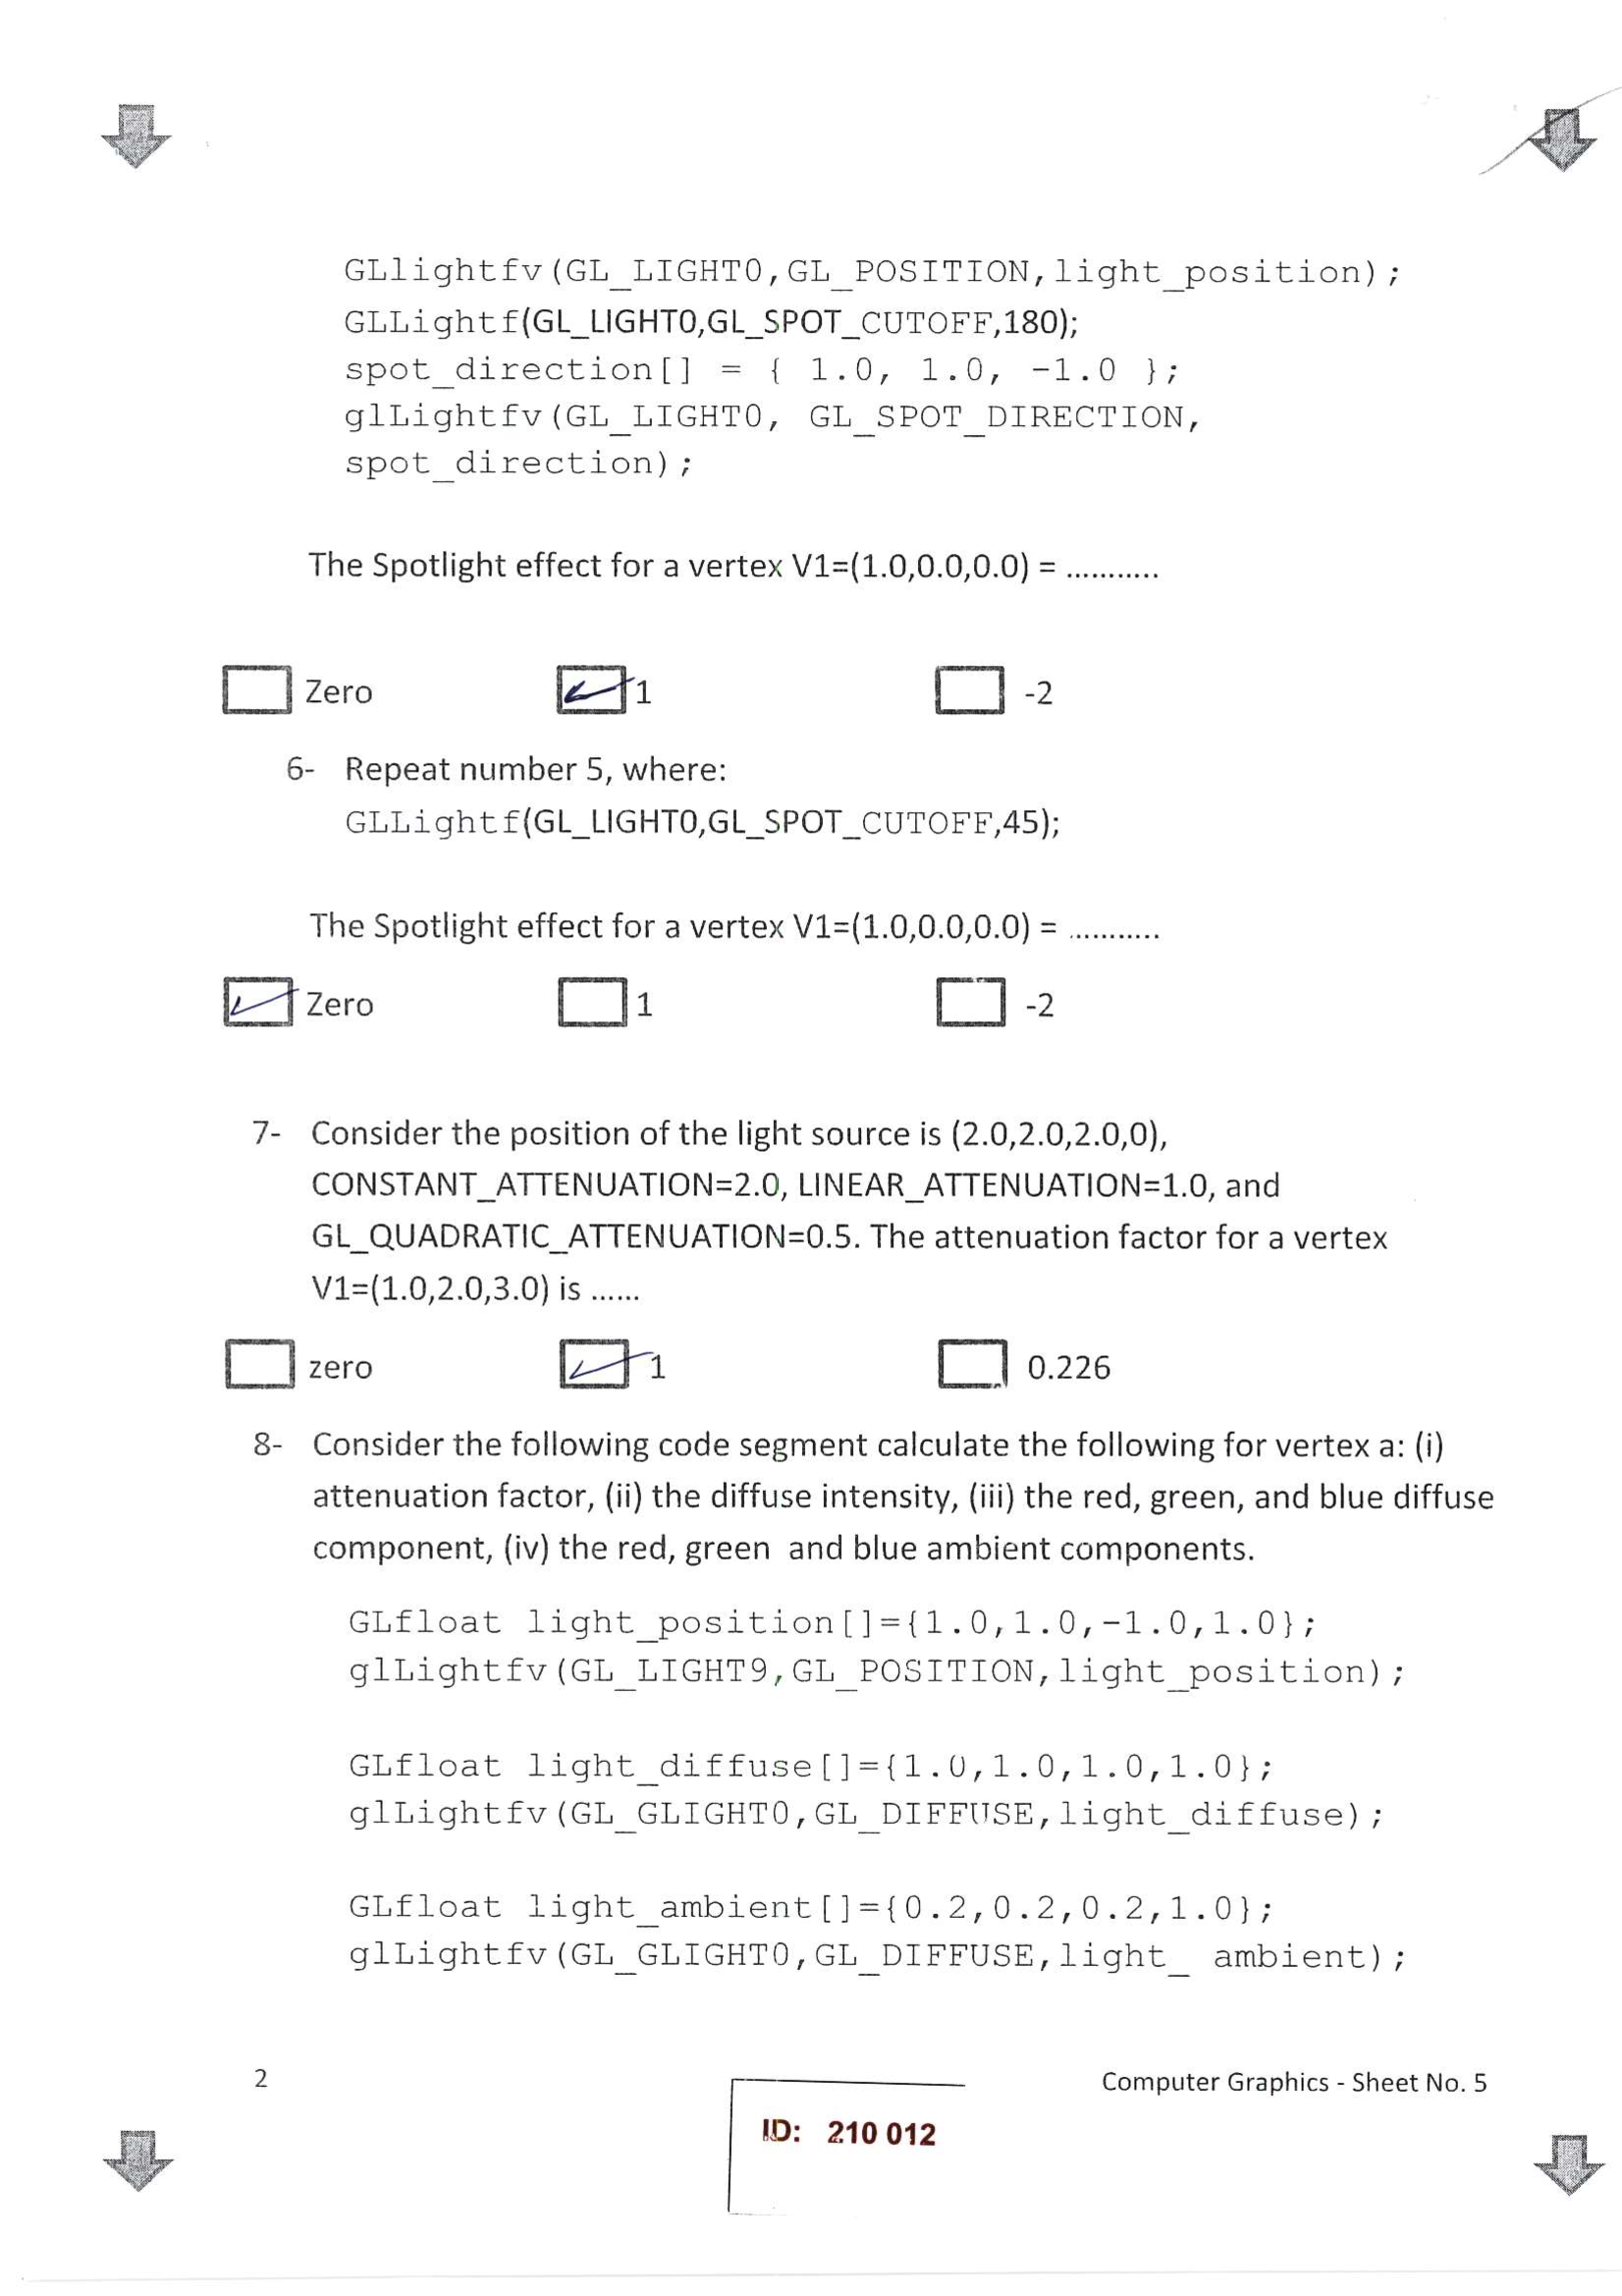 GLlightfv(GL_LIGHT0,GL_POSITION,light_position);
GLLightf(GL_LIGHT0,GL_SPOT_CUTOFF,180);
spot_direction[] = { 1.0, 1.0, -1.0 };
glLightfv(GL_LIGHT0, GL_SPOT_DIRECTION,
spot_direction);
The Spotlight effect for a vertex V1=(1.0,0.0,0.0) = ...........
Zero 1 -2
6- Repeat number 5, where:
GLLightf(GL_LIGHT0,GL_SPOT_CUTOFF,45);
The Spotlight effect for a vertex V1=(1.0,0.0,0.0) = ...........
Zero 1 -2
7- Consider the position of the light source is (2.0,2.0,2.0,0),
CONSTANT_ATTENUATION=2.0, LINEAR_ATTENUATION=1.0, and
GL_QUADRATIC_ATTENUATION=0.5. The attenuation factor for a vertex
V1=(1.0,2.0,3.0) is ......
zero 1 0.226
8- Consider the following code segment calculate the following for vertex a: (i)
attenuation factor, (ii) the diffuse intensity, (iii) the red, green, and blue diffuse
component, (iv) the red, green and blue ambient components.
GLfloat light_position[]={1.0,1.0,-1.0,1.0};
glLightfv(GL_LIGHT9,GL_POSITION,light_position);
GLfloat light_diffuse[]={1.0,1.0,1.0,1.0};
glLightfv(GL_GLIGHT0,GL_DIFFUSE,light_diffuse);
GLfloat light_ambient[]={0.2,0.2,0.2,1.0};
glLightfv(GL_GLIGHT0,GL_DIFFUSE,light_ ambient);
2 Computer Graphics - Sheet No. 5
ID: 210 012